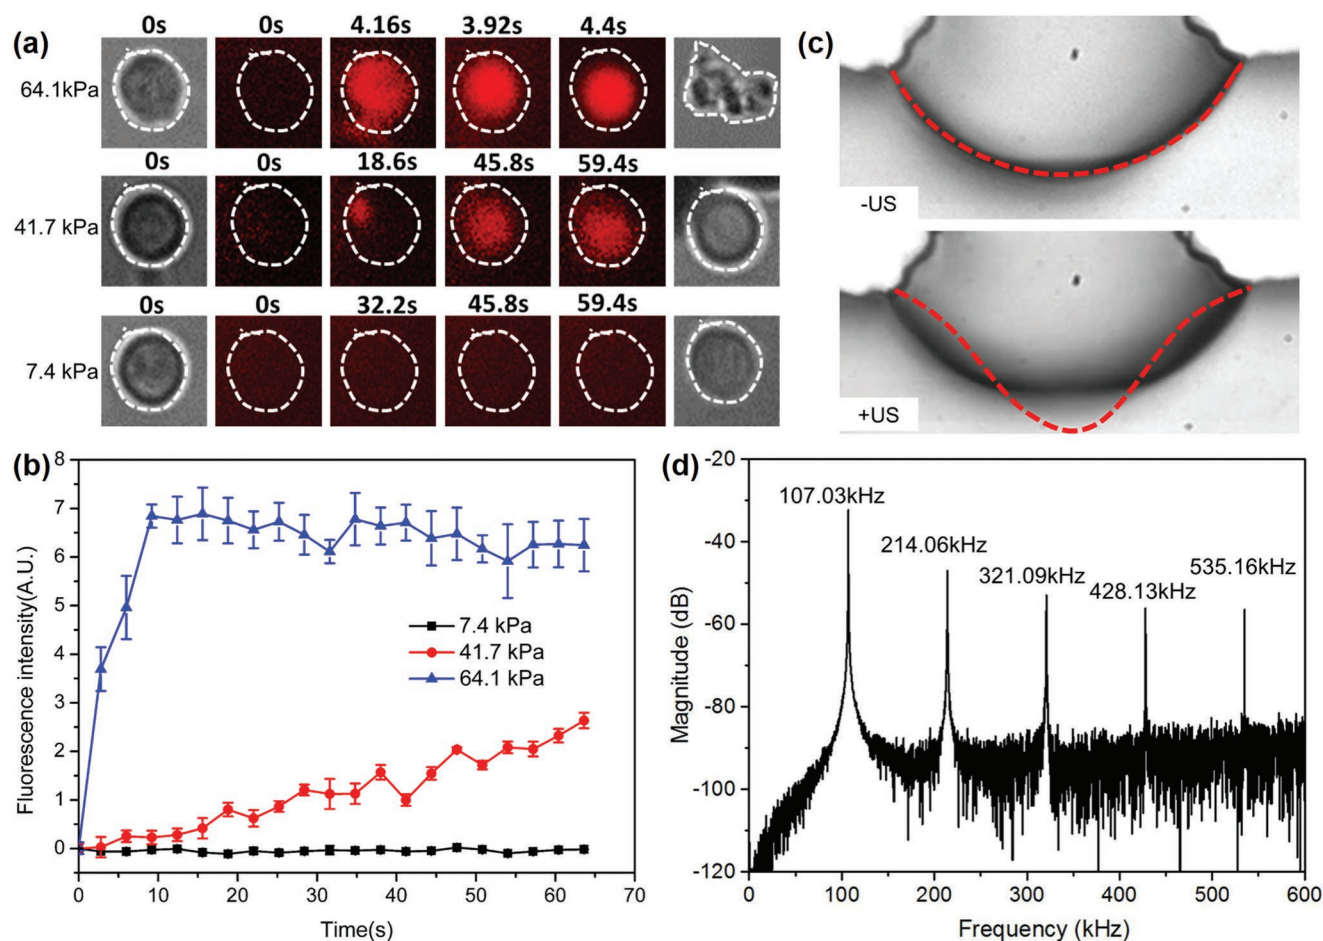 (a)
0s 0s 4.16s 3.92s 4.4s
64.1kPa
0s 0s 18.6s 45.8s 59.4s
41.7 kPa
0s 0s 32.2s 45.8s 59.4s
7.4 kPa
(c)
-US
+US
(b)
8
7
6
5
4
3
2
1
0
Fluorescence intensity(A.U.)
7.4 kPa
41.7 kPa
64.1 kPa
0 10 20 30 40 50 60 70
Time(s)
(d)
-20
-40
-60
-80
-100
-120
Magnitude (dB)
107.03kHz
214.06kHz
321.09kHz
428.13kHz
535.16kHz
0 100 200 300 400 500 600
Frequency (kHz)